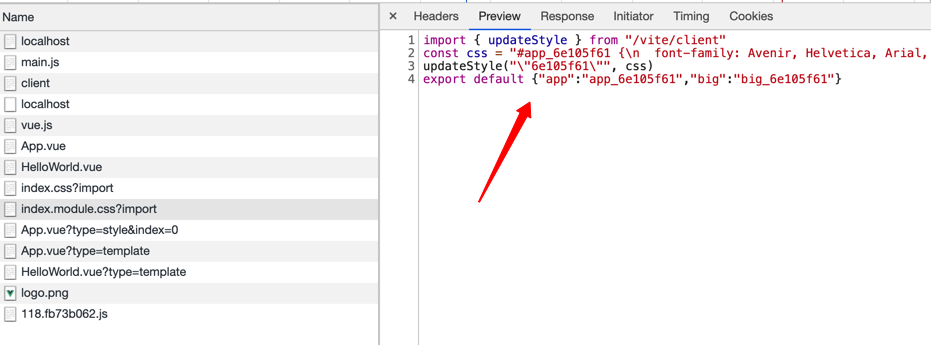 Name
localhost
main.js
client
localhost
vue.js
App.vue
HelloWorld.vue
index.css?import
index.module.css?import
App.vue?type=style&index=0
App.vue?type=template
HelloWorld.vue?type=template
logo.png
118.fb73b062.js
× Headers Preview Response Initiator Timing Cookies
1 import { updateStyle } from "/vite/client"
2 const css = "#app_6e105f61 {\n  font-family: Avenir, Helvetica, Arial,
3 updateStyle("\"6e105f61\"", css)
4 export default {"app":"app_6e105f61","big":"big_6e105f61"}